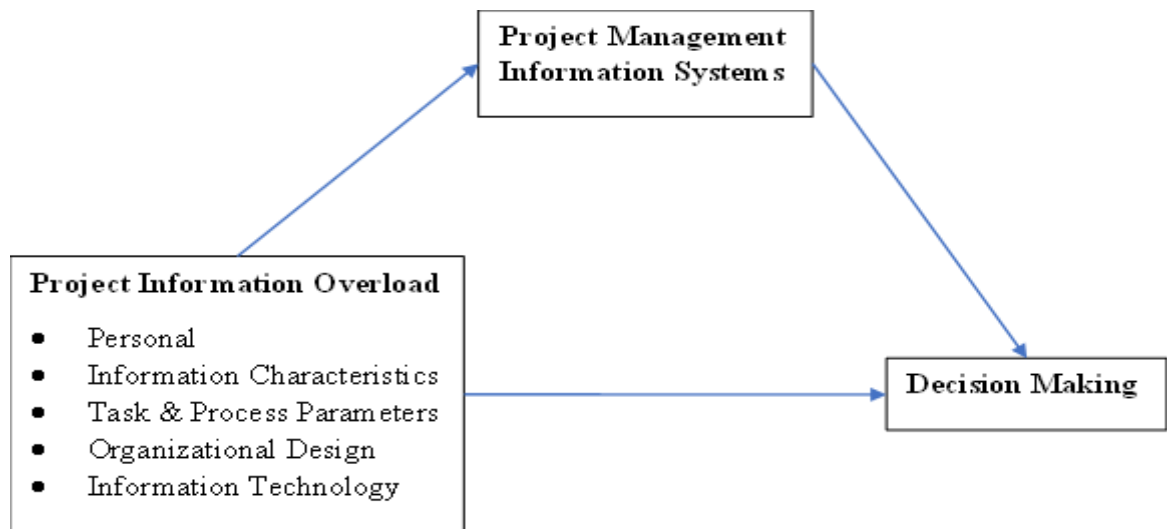 Project Management
Information Systems
Project Information Overload
● Personal
● Information Characteristics
● Task & Process Parameters
● Organizational Design
● Information Technology
Decision Making